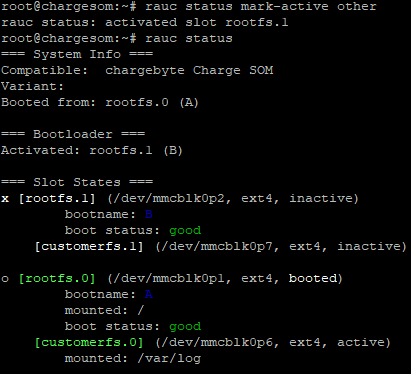 root@chargesom:~# rauc status mark-active other
rauc status: activated slot rootfs.1
root@chargesom:~# rauc status
=== System Info ===
Compatible:  chargebyte Charge SOM
Variant:
Booted from: rootfs.0 (A)
=== Bootloader ===
Activated: rootfs.1 (B)
=== Slot States ===
x [rootfs.1] (/dev/mmcblk0p2, ext4, inactive)
bootname: B
boot status: good
[customerfs.1] (/dev/mmcblk0p7, ext4, inactive)
o [rootfs.0] (/dev/mmcblk0p1, ext4, booted)
bootname: A
mounted: /
boot status: good
[customerfs.0] (/dev/mmcblk0p6, ext4, active)
mounted: /var/log